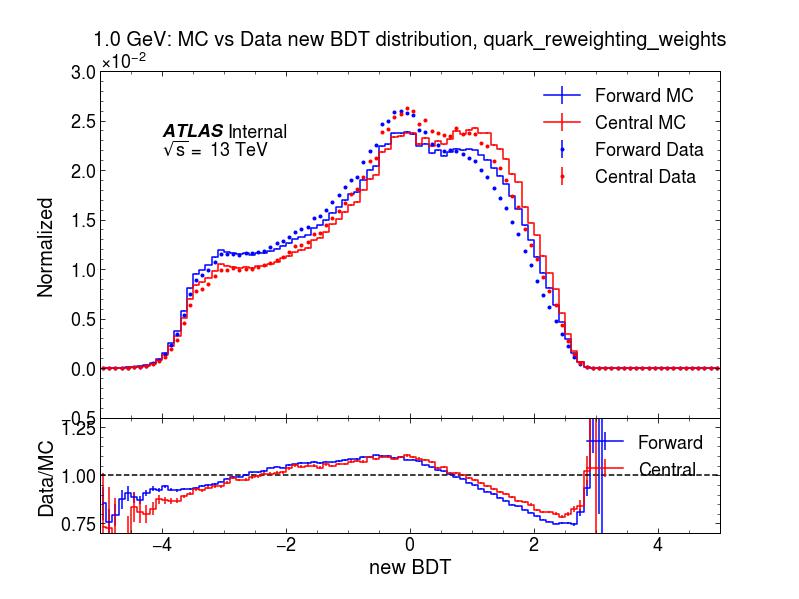 1.0 GeV: MC vs Data new BDT distribution, quark_reweighting_weights
×10⁻²
3.0
2.5
2.0
1.5
1.0
0.5
0.0
−0.5
Normalized
ATLAS Internal
√s = 13 TeV
Forward MC
Central MC
Forward Data
Central Data
1.25
1.00
0.75
Data/MC
Forward
Central
−4 −2 0 2 4
new BDT